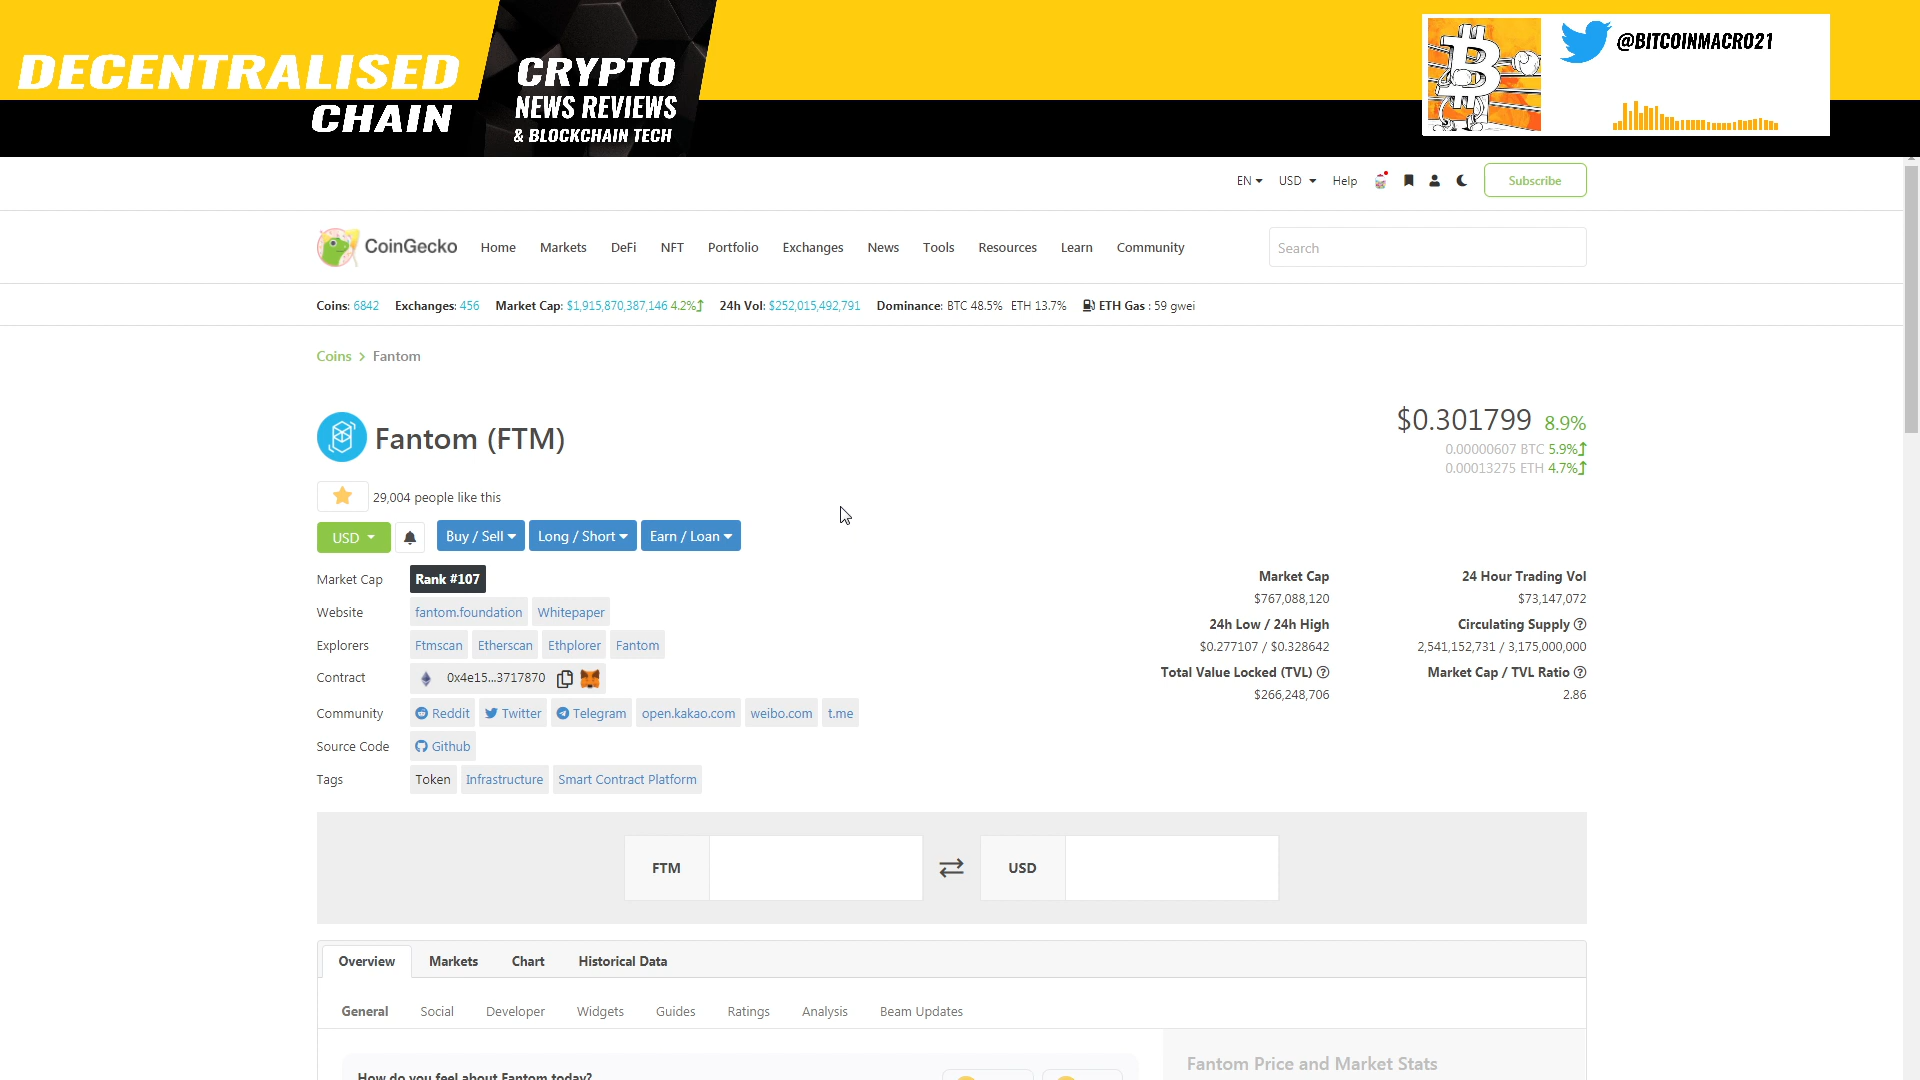 DECENTRALISED
CHAIN
CRYPTO
NEWS REVIEWS
& BLOCKCHAIN TECH
@BITCOINMACRO21
EN USD Help Subscribe
CoinGecko Home Markets DeFi NFT Portfolio Exchanges News Tools Resources Learn Community Search
Coins: 6842 Exchanges: 456 Market Cap: $1,915,870,387,146 4.2% 24h Vol: $252,015,492,791 Dominance: BTC 48.5% ETH 13.7% ETH Gas : 59 gwei
Coins > Fantom
Fantom (FTM)
$0.301799 8.9%
0.00000607 BTC 5.9%
0.00013275 ETH 4.7%
29,004 people like this
USD Buy / Sell Long / Short Earn / Loan
Market Cap Rank #107
Website fantom.foundation Whitepaper
Explorers Ftmscan Etherscan Ethplorer Fantom
Contract 0x4e15...3717870
Community Reddit Twitter Telegram open.kakao.com weibo.com t.me
Source Code Github
Tags Token Infrastructure Smart Contract Platform
Market Cap 24 Hour Trading Vol
$767,088,120 $73,147,072
24h Low / 24h High Circulating Supply
$0.277107 / $0.328642 2,541,152,731 / 3,175,000,000
Total Value Locked (TVL) Market Cap / TVL Ratio
$266,248,706 2.86
FTM USD
Overview Markets Chart Historical Data
General Social Developer Widgets Guides Ratings Analysis Beam Updates
Fantom Price and Market Stats
How do you feel about Fantom today?